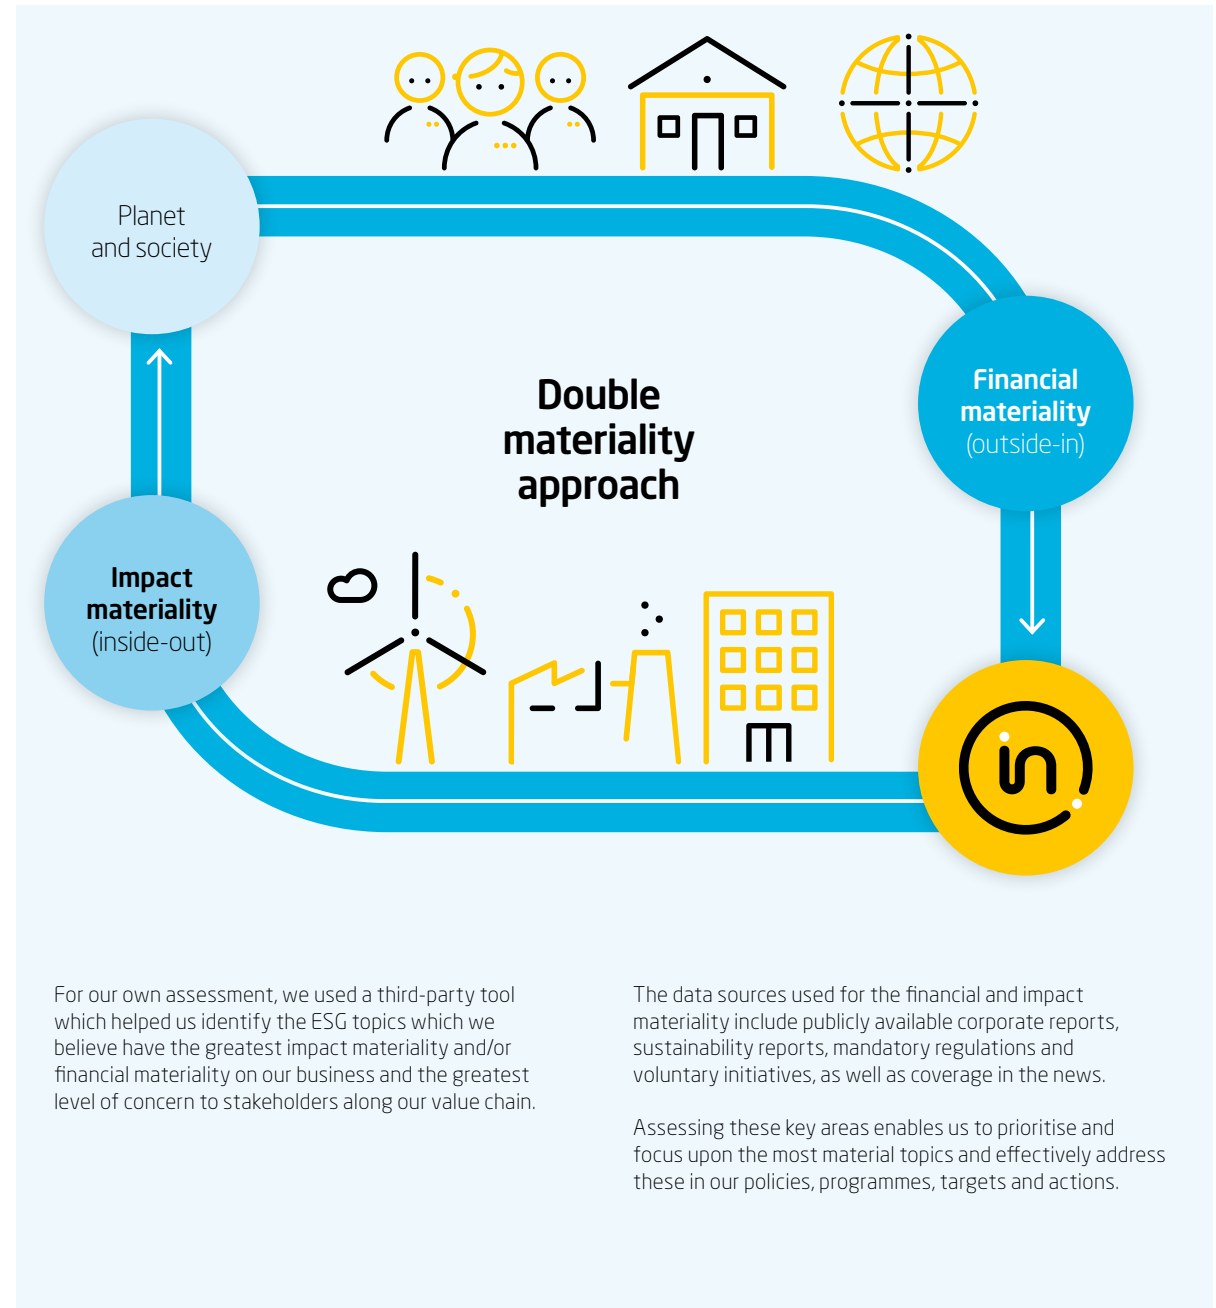 Planet
and society
Financial
materiality
(outside-in)
Double
materiality
approach
Impact
materiality
(inside-out)
in
For our own assessment, we used a third-party tool
which helped us identify the ESG topics which we
believe have the greatest impact materiality and/or
financial materiality on our business and the greatest
level of concern to stakeholders along our value chain.
The data sources used for the financial and impact
materiality include publicly available corporate reports,
sustainability reports, mandatory regulations and
voluntary initiatives, as well as coverage in the news.
Assessing these key areas enables us to prioritise and
focus upon the most material topics and effectively address
these in our policies, programmes, targets and actions.